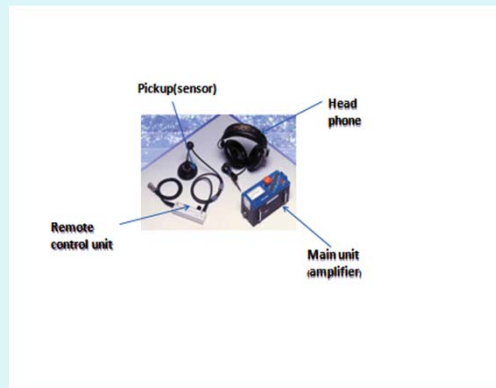 Pickup(sensor)
Head
phone
Remote
control unit
Main unit
(amplifier)